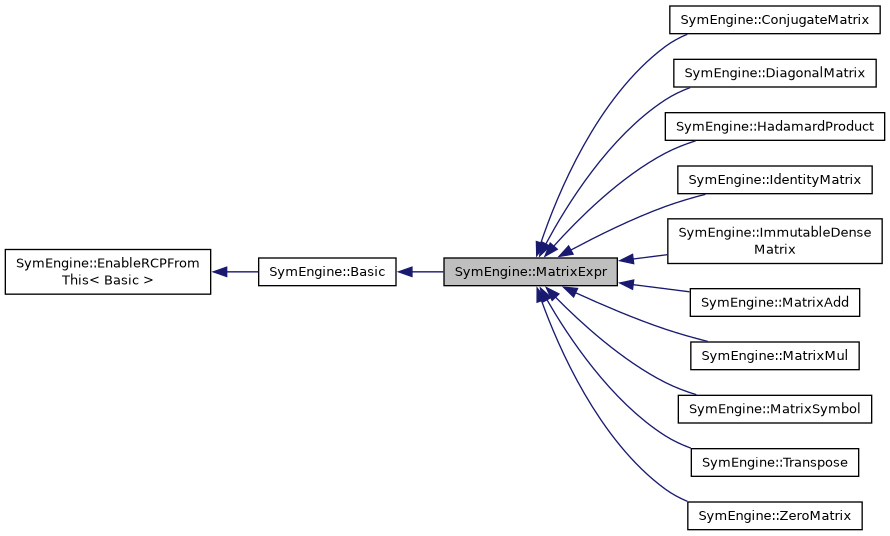 SymEngine::EnableRCPFrom
This< Basic >
SymEngine::Basic
SymEngine::MatrixExpr
SymEngine::ConjugateMatrix
SymEngine::DiagonalMatrix
SymEngine::HadamardProduct
SymEngine::IdentityMatrix
SymEngine::ImmutableDense
Matrix
SymEngine::MatrixAdd
SymEngine::MatrixMul
SymEngine::MatrixSymbol
SymEngine::Transpose
SymEngine::ZeroMatrix